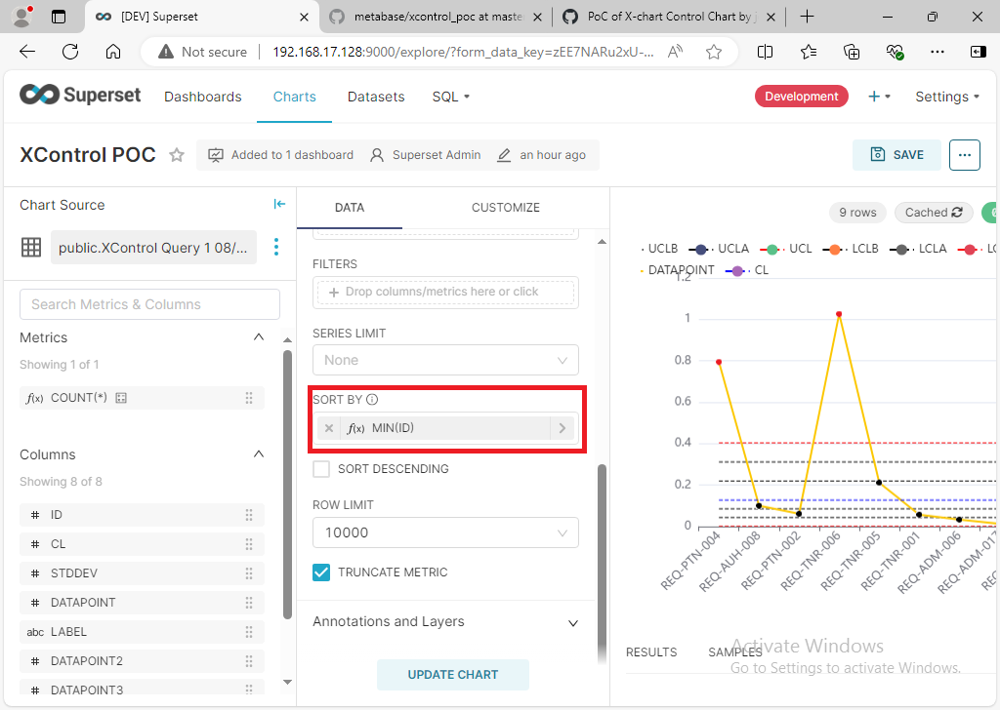 [DEV] Superset
metabase/xcontrol_poc at maste
PoC of X-chart Control Chart by j
Not secure
192.168.17.128:9000/explore/?form_data_key=zEE7NARu2xU-...
Superset
Dashboards
Charts
Datasets
SQL
Development
Settings
XControl POC
Added to 1 dashboard
Superset Admin
an hour ago
SAVE
Chart Source
public.XControl Query 1 08/...
Search Metrics & Columns
Metrics
Showing 1 of 1
f(x) COUNT(*)
Columns
Showing 8 of 8
# ID
# CL
# STDDEV
# DATAPOINT
abc LABEL
# DATAPOINT2
# DATAPOINT3
DATA
CUSTOMIZE
FILTERS
+ Drop columns/metrics here or click
SERIES LIMIT
None
SORT BY
f(x) MIN(ID)
SORT DESCENDING
ROW LIMIT
10000
TRUNCATE METRIC
Annotations and Layers
UPDATE CHART
9 rows
Cached
UCLB UCLA UCL LCLB LCLA LC
DATAPOINT CL
1.2
1
0.8
0.6
0.4
0.2
0
REQ-PTN-004
REQ-AUH-008
REQ-PTN-002
REQ-TNR-006
REQ-TNR-005
REQ-TNR-001
REQ-ADM-006
REQ-ADM-017
RESULTS
SAMPLES
Activate Windows
Go to Settings to activate Windows.